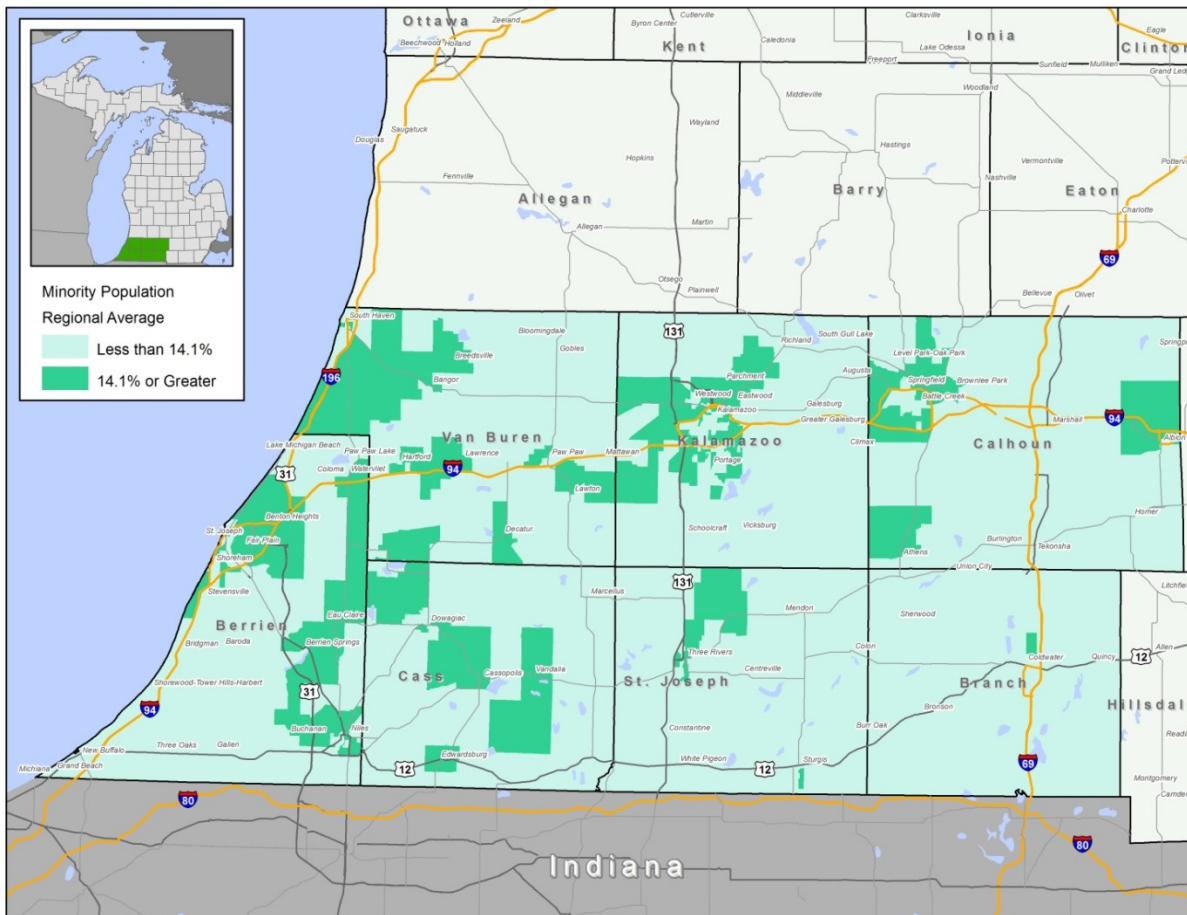 Minority Population
Regional Average
Less than 14.1%
14.1% or Greater
Ottawa
Zeeland
Beechwood Holland
Cutlerville
Byron Center
Kent
Caledonia
Clarksville
Lake Odessa
Ionia
Freeport
Eagle
Clinton
Sunfield
Mulliken
Woodland
Middleville
Douglas
Saugatuck
Wayland
Hopkins
Hastings
Vermontville
Nashville
Fennville
Allegan
Barry
Eaton
Charlotte
Martin
Allegan
69
Otsego
Plainwell
Bellevue
Olivet
South Haven
Bloomingdale
Gobles
131
South Gull Lake
Richland
Level Park-Oak Park
Breedsville
196
Bangor
Parchment
Augusta
Springfield
Brownlee Park
Westwood
Eastwood
Battle Creek
Kalamazoo
Galesburg
Greater Galesburg
Marshall
94
Albion
Lake Michigan Beach
Van Buren
Kalamazoo
Climax
Calhoun
Paw Paw Lake
31
Coloma
Watervliet
Hartford
Lawrence
94
Paw Paw
Mattawan
Portage
Lawton
Benton Heights
St. Joseph
Fair Plain
Decatur
Schoolcraft
Vicksburg
Homer
Shoreham
Athens
Burlington
Tekonsha
Union City
Stevensville
131
Litchfield
Eau Claire
Marcellus
Mendon
Sherwood
Dowagiac
Berrien
Bridgman
Baroda
Berrien Springs
Three Rivers
Colon
Coldwater
Quincy
12
Allen
Cassopolis
Vandalia
Centreville
Cass
St. Joseph
Branch
Shorewood-Tower Hills-Harbert
31
94
Buchanan
Niles
Constantine
Burr Oak
Bronson
Three Oaks
Galien
New Buffalo
Grand Beach
Michiana
Edwardsburg
12
White Pigeon
12
Sturgis
69
Montgomery
80
80
Indiana